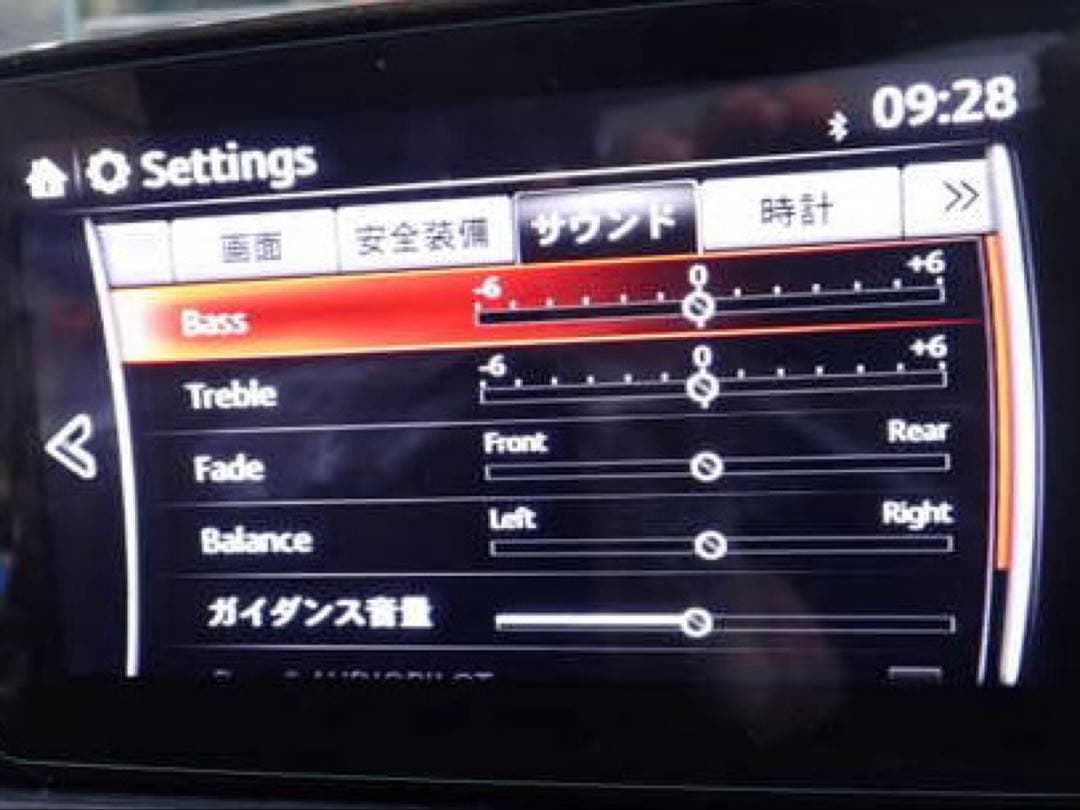 09:28
Settings
画面 安全装備 サウンド 時計 >>
Bass -6 0 +6
Treble -6 0 +6
Fade Front Rear
Balance Left Right
ガイダンス音量